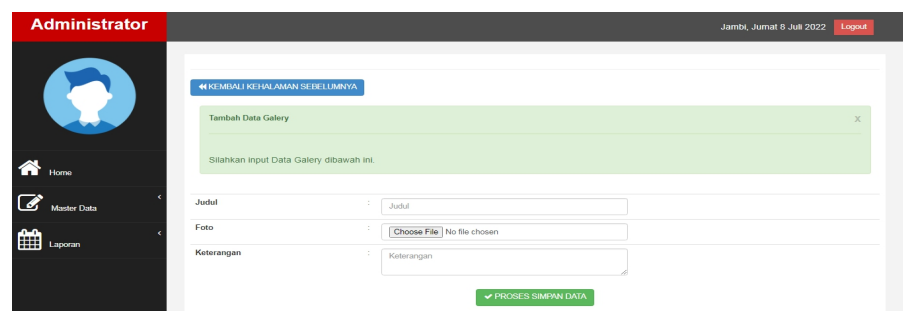 Administrator
Jambi, Jumat 8 Juli 2022 Logout
KEMBALI KEHALAMAN SEBELUMNYA
Tambah Data Galery x
Silahkan input Data Galery dibawah ini.
Home
Master Data
Laporan
Judul : Judul
Foto : Choose File No file chosen
Keterangan : Keterangan
PROSES SIMPAN DATA